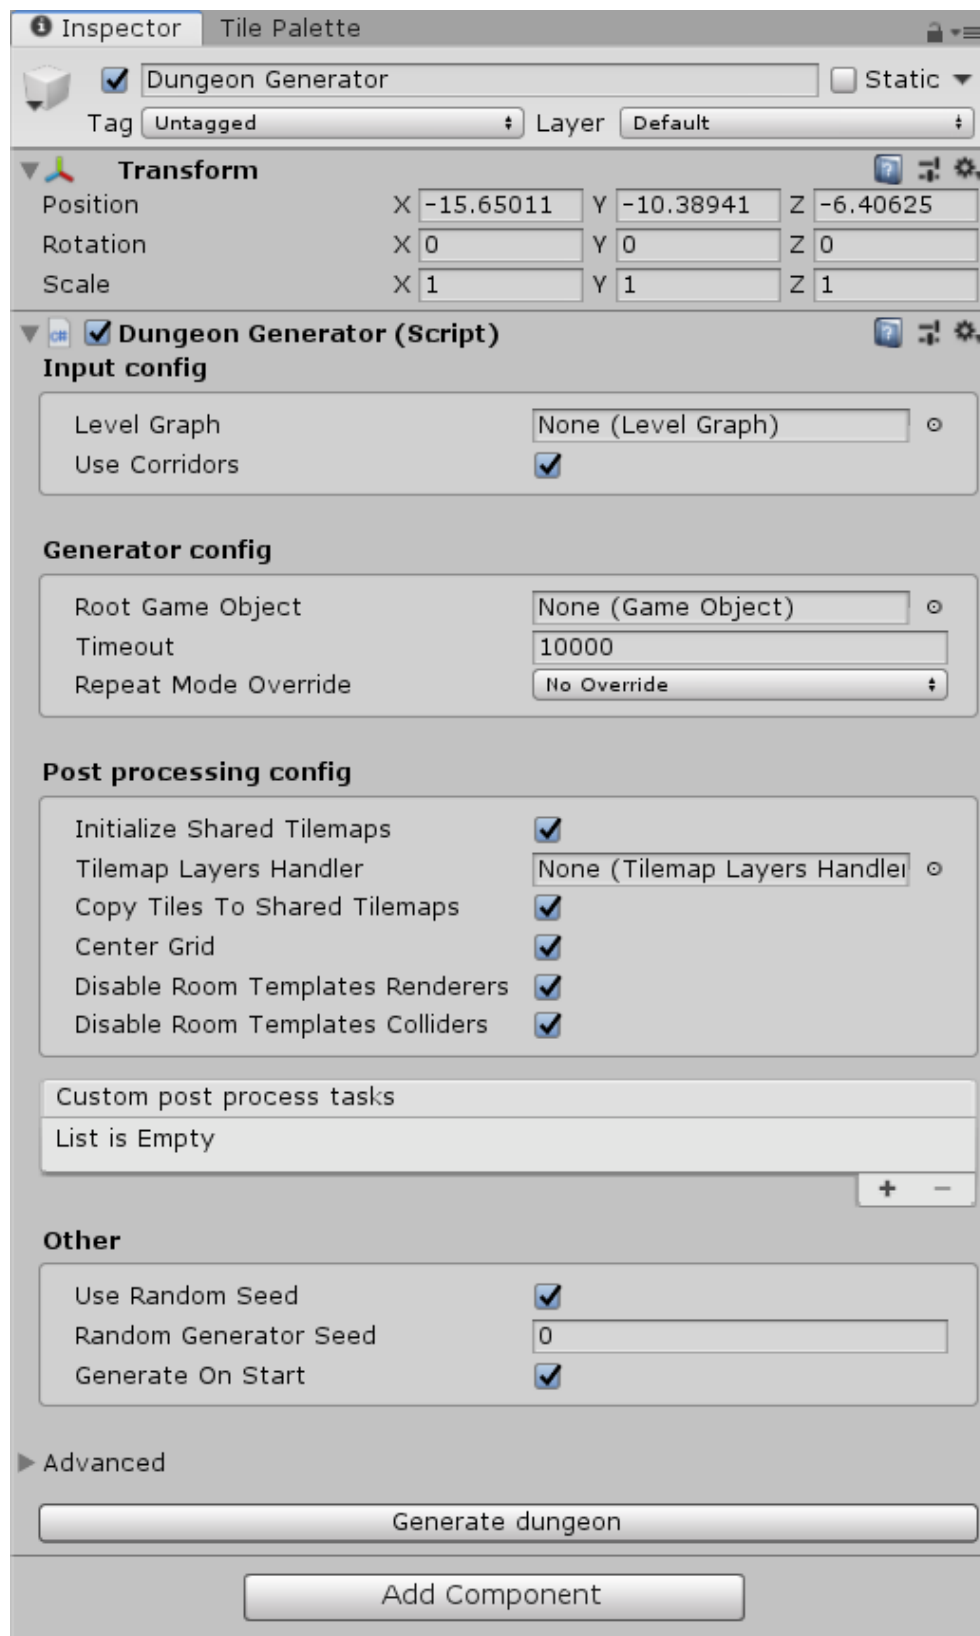 Inspector Tile Palette
Dungeon Generator Static
Tag Untagged Layer Default
Transform
Position X -15.65011 Y -10.38941 Z -6.40625
Rotation X 0 Y 0 Z 0
Scale X 1 Y 1 Z 1
C# Dungeon Generator (Script)
Input config
Level Graph None (Level Graph)
Use Corridors
Generator config
Root Game Object None (Game Object)
Timeout 10000
Repeat Mode Override No Override
Post processing config
Initialize Shared Tilemaps
Tilemap Layers Handler None (Tilemap Layers Handler
Copy Tiles To Shared Tilemaps
Center Grid
Disable Room Templates Renderers
Disable Room Templates Colliders
Custom post process tasks
List is Empty
+ −
Other
Use Random Seed
Random Generator Seed 0
Generate On Start
Advanced
Generate dungeon
Add Component